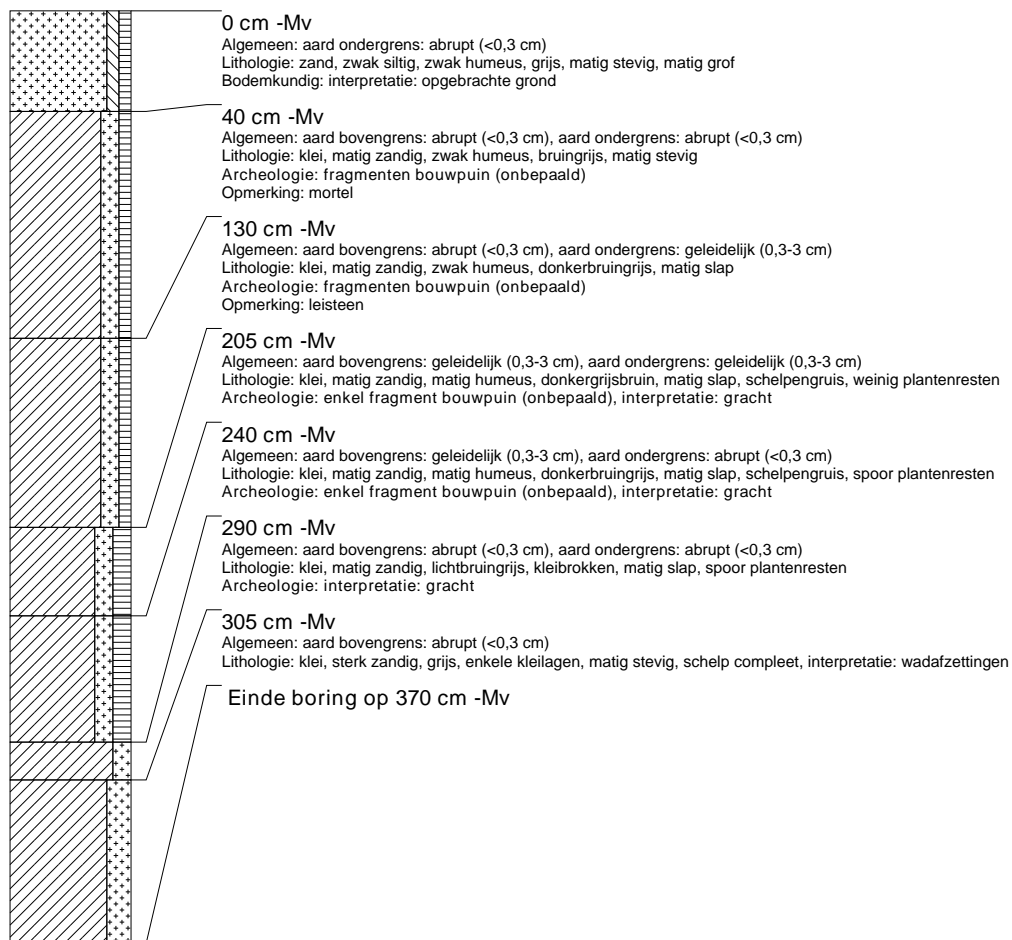 0 cm -Mv
Algemeen: aard ondergrens: abrupt (<0,3 cm)
Lithologie: zand, zwak siltig, zwak humeus, grijs, matig stevig, matig grof
Bodemkundig: interpretatie: opgebrachte grond
40 cm -Mv
Algemeen: aard bovengrens: abrupt (<0,3 cm), aard ondergrens: abrupt (<0,3 cm)
Lithologie: klei, matig zandig, zwak humeus, bruingrijs, matig stevig
Archeologie: fragmenten bouwpuin (onbepaald)
Opmerking: mortel
130 cm -Mv
Algemeen: aard bovengrens: abrupt (<0,3 cm), aard ondergrens: geleidelijk (0,3-3 cm)
Lithologie: klei, matig zandig, zwak humeus, donkerbruingrijs, matig slap
Archeologie: fragmenten bouwpuin (onbepaald)
Opmerking: leisteen
205 cm -Mv
Algemeen: aard bovengrens: geleidelijk (0,3-3 cm), aard ondergrens: geleidelijk (0,3-3 cm)
Lithologie: klei, matig zandig, matig humeus, donkergrijsbruin, matig slap, schelpengruis, weinig plantenresten
Archeologie: enkel fragment bouwpuin (onbepaald), interpretatie: gracht
240 cm -Mv
Algemeen: aard bovengrens: geleidelijk (0,3-3 cm), aard ondergrens: abrupt (<0,3 cm)
Lithologie: klei, matig zandig, matig humeus, donkerbruingrijs, matig slap, schelpengruis, spoor plantenresten
Archeologie: enkel fragment bouwpuin (onbepaald), interpretatie: gracht
290 cm -Mv
Algemeen: aard bovengrens: abrupt (<0,3 cm), aard ondergrens: abrupt (<0,3 cm)
Lithologie: klei, matig zandig, lichtbruingrijs, kleibrokken, matig slap, spoor plantenresten
Archeologie: interpretatie: gracht
305 cm -Mv
Algemeen: aard bovengrens: abrupt (<0,3 cm)
Lithologie: klei, sterk zandig, grijs, enkele kleilagen, matig stevig, schelp compleet, interpretatie: wadafzettingen
Einde boring op 370 cm -Mv